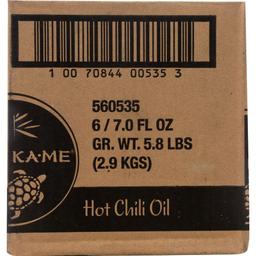 1 00 70844 00535 3
560535
6 / 7.0 FL OZ
GR. WT. 5.8 LBS
(2.9 KGS)
KA·ME
Hot Chili Oil